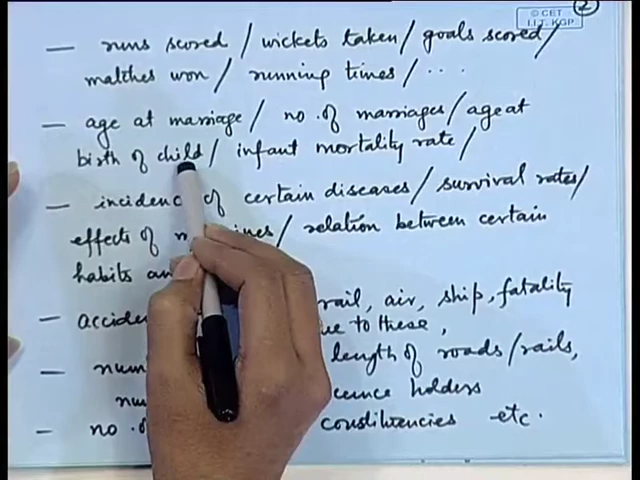 © CET
I.I.T. KGP
2
— runs scored / wickets taken / goals scored /
matches won / running times / ...
— age at marriage / no. of marriages / age at
birth of child / infant mortality rate /
— incidence of certain diseases / survival rates /
effects of / relation between certain
habits
— rail, air, ship, fatality
due to these,
— length of roads / rails,
holders
— no. of constituencies etc.